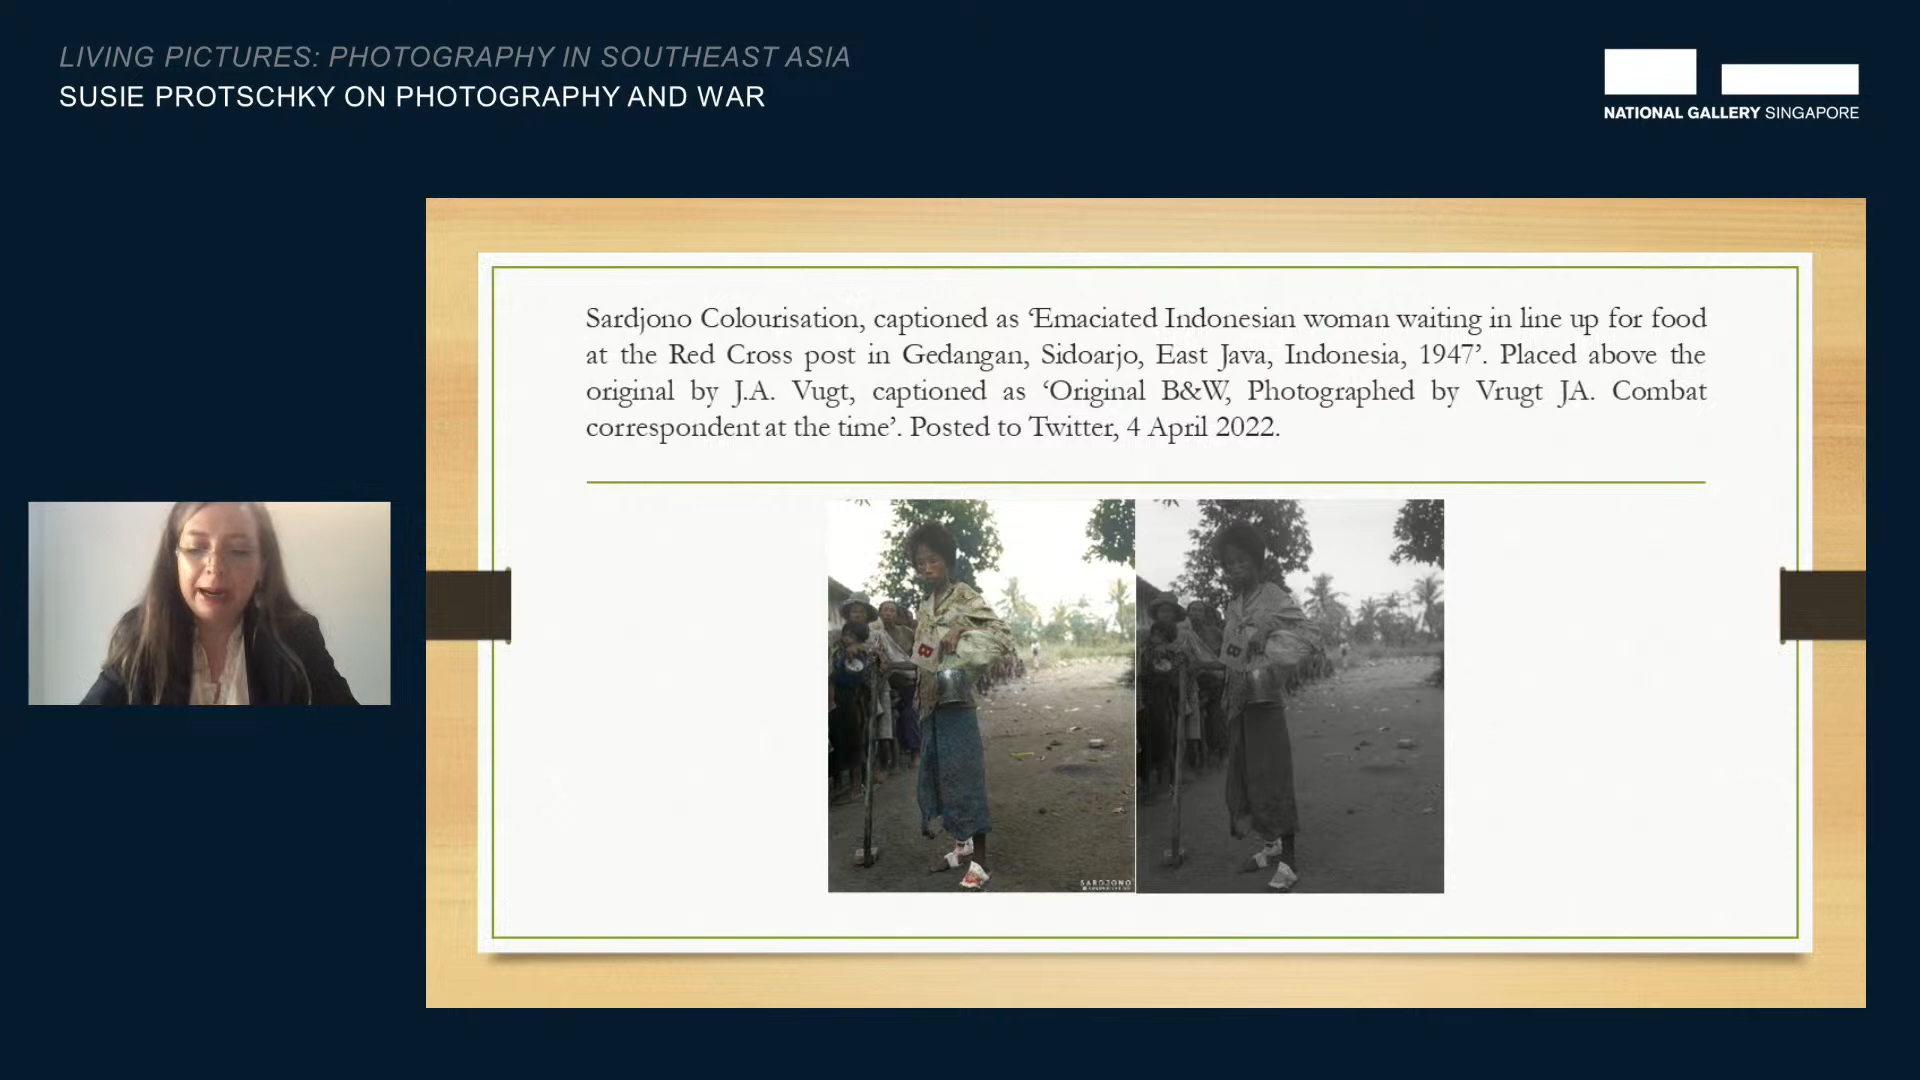 LIVING PICTURES: PHOTOGRAPHY IN SOUTHEAST ASIA
SUSIE PROTSCHKY ON PHOTOGRAPHY AND WAR
NATIONAL GALLERY SINGAPORE
Sardjono Colourisation, captioned as ‘Emaciated Indonesian woman waiting in line up for food
at the Red Cross post in Gedangan, Sidoarjo, East Java, Indonesia, 1947’. Placed above the
original by J.A. Vugt, captioned as ‘Original B&W, Photographed by Vrugt JA. Combat
correspondent at the time’. Posted to Twitter, 4 April 2022.
B
B
SARDJONO